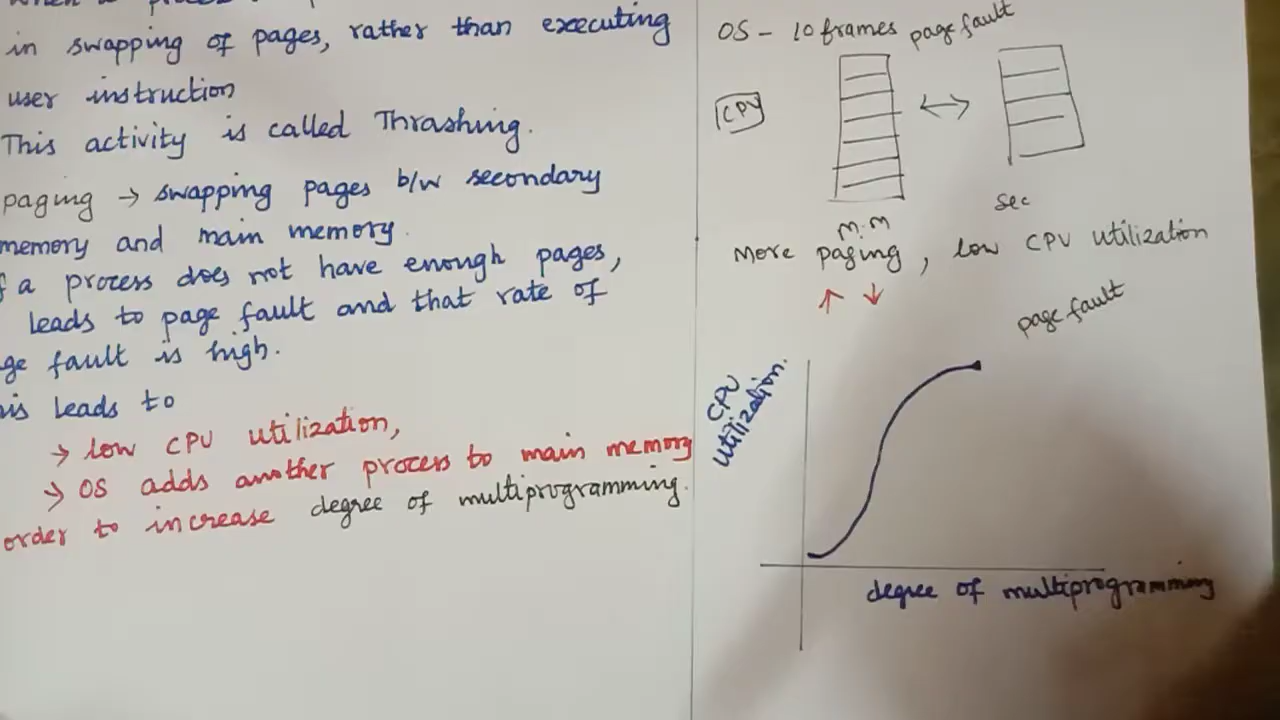 in swapping of pages, rather than executing
user instruction
This activity is called Thrashing.
paging → swapping pages b/w secondary
memory and main memory.
a process does not have enough pages,
leads to page fault and that rate of
ge fault is high.
is leads to
→ low CPU utilization,
→ OS adds another process to main memory
order to increase degree of multiprogramming.
OS - 10 frames page fault
CPU
M.M
sec
More paging, low CPU utilization
↑ ↓
page fault
CPU
utilization.
degree of multiprogramming